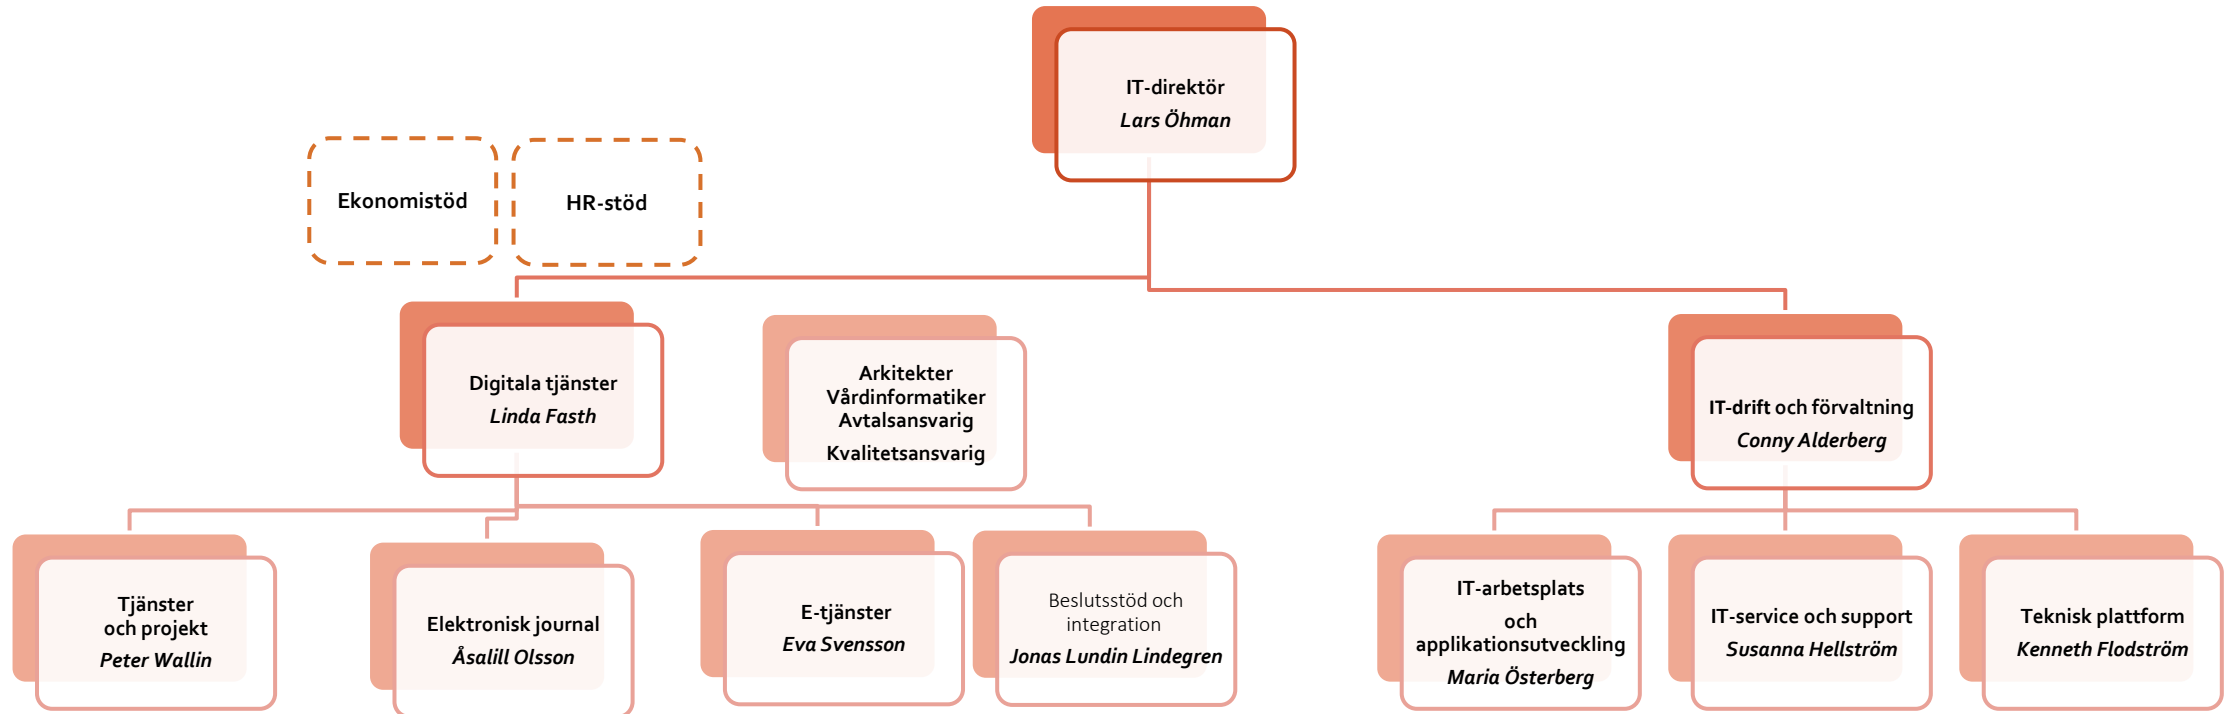 IT-direktör
Lars Öhman
Ekonomistöd
HR-stöd
Digitala tjänster
Linda Fasth
Arkitekter
Vårdinformatiker
Avtalsansvarig
Kvalitetsansvarig
IT-drift och förvaltning
Conny Alderberg
Tjänster
och projekt
Peter Wallin
Elektronisk journal
Åsalill Olsson
E-tjänster
Eva Svensson
Beslutsstöd och
integration
Jonas Lundin Lindegren
IT-arbetsplats
och
applikationsutveckling
Maria Österberg
IT-service och support
Susanna Hellström
Teknisk plattform
Kenneth Flodström